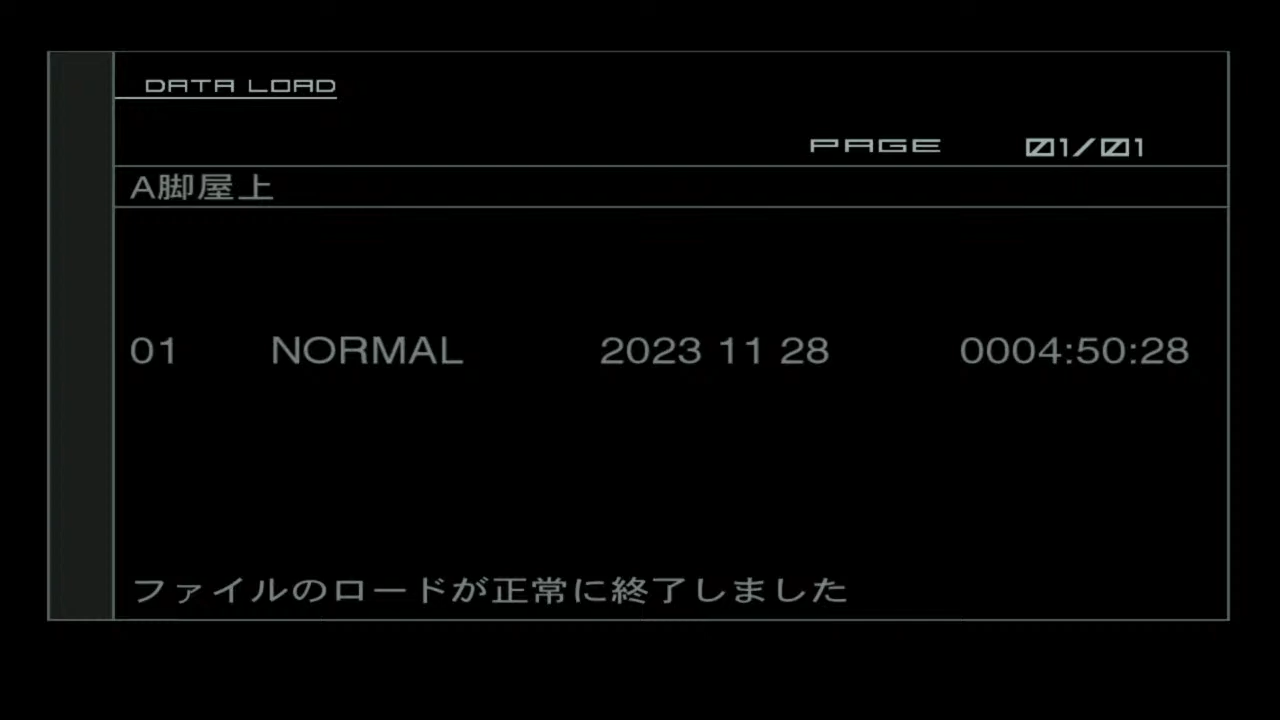 DATA LOAD
PAGE 01/01
A脚屋上
01 NORMAL 2023 11 28 0004:50:28
ファイルのロードが正常に終了しました